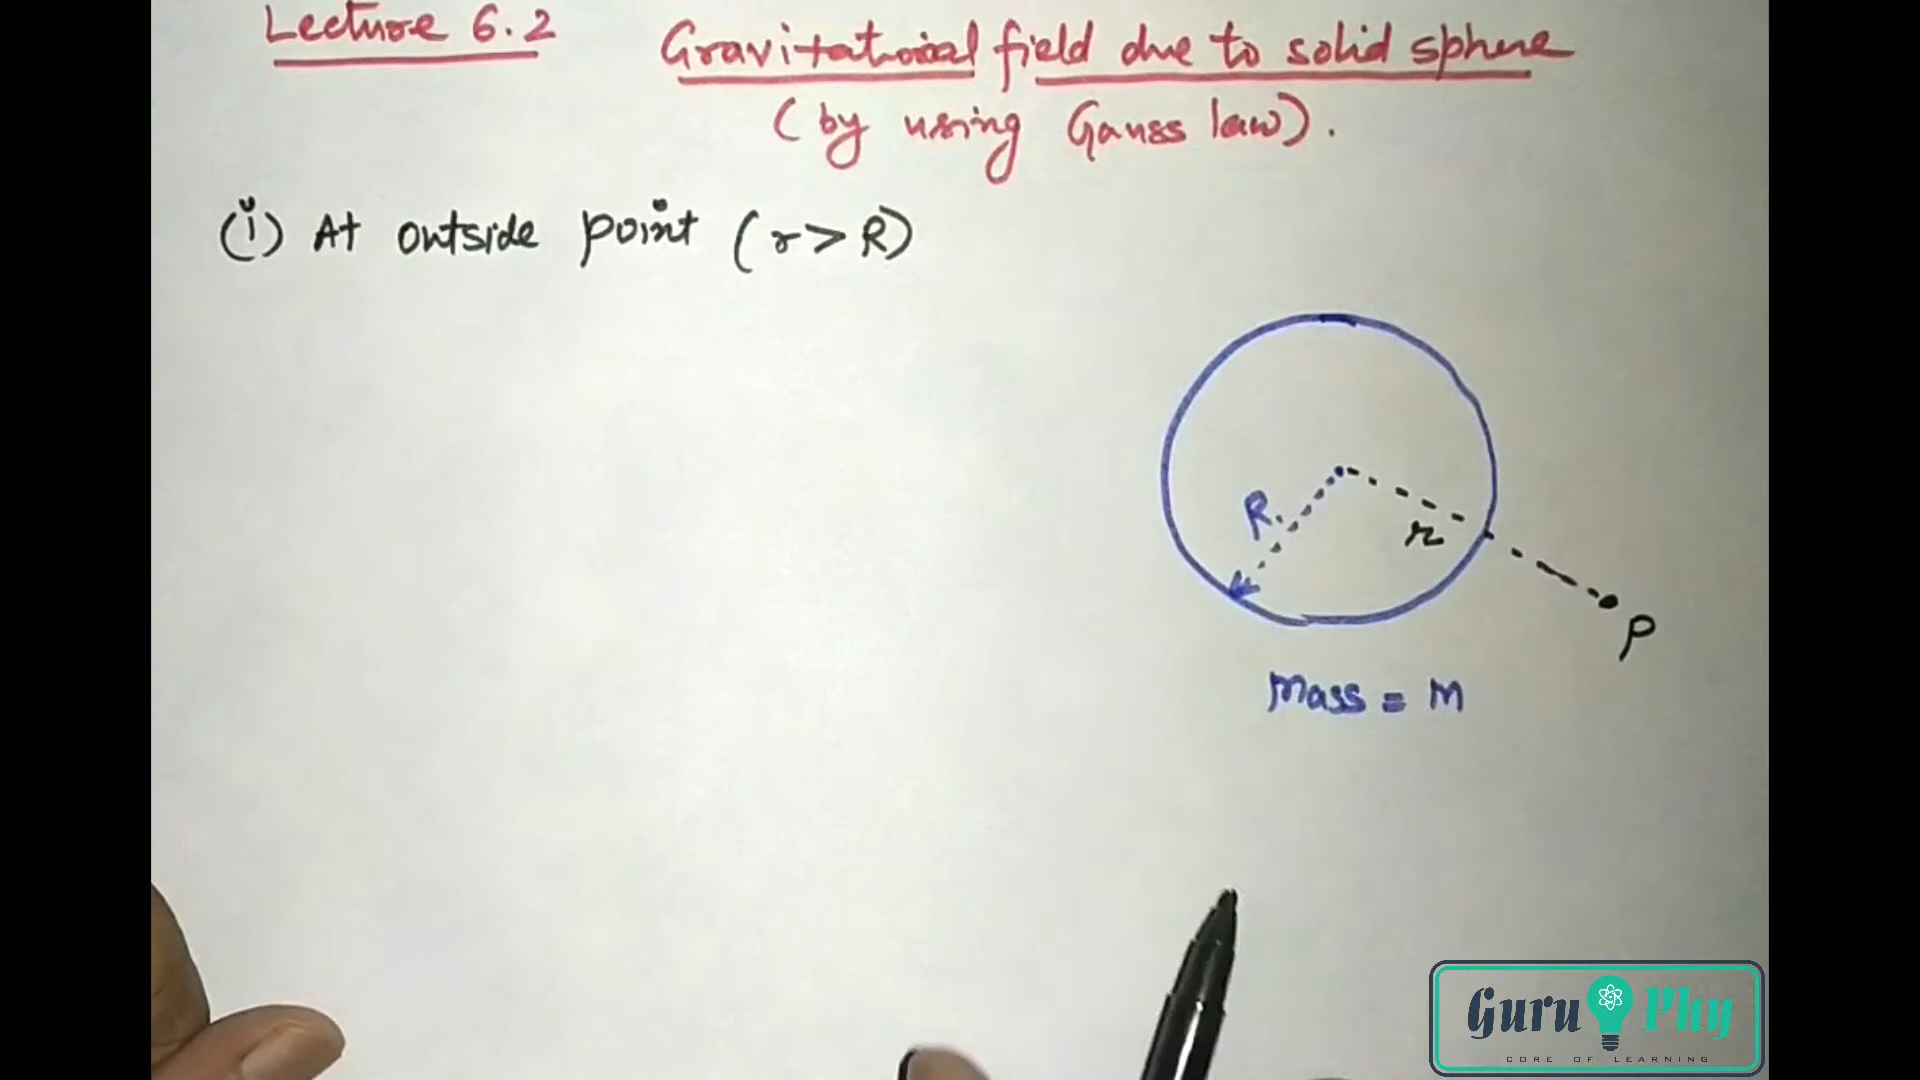 Lecture 6.2
Gravitational field due to solid sphere
(by using Gauss law).
(i) At outside point (r > R)
R
r
P
Mass = M
Guru Phy
CORE OF LEARNING